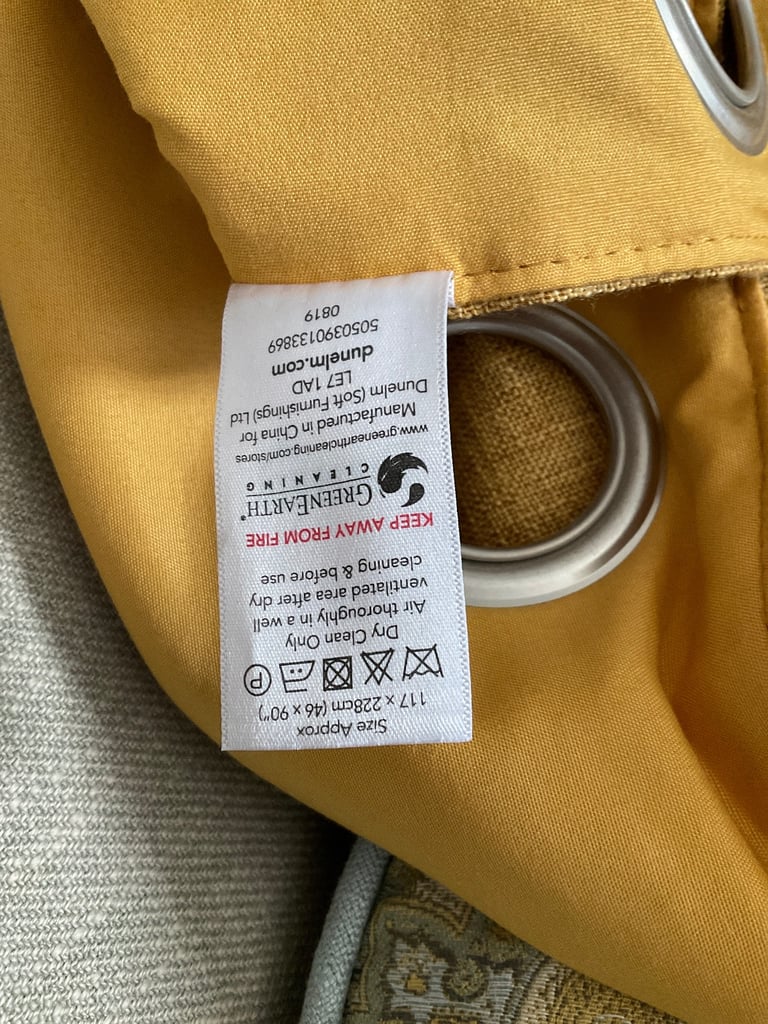 Size Approx
117 x 228cm (46 x 90")
P
Dry Clean Only
Air thoroughly in a well
ventilated area after dry
cleaning & before use
KEEP AWAY FROM FIRE
GREENEARTH®
CLEANING
www.greenearthcleaning.com/stores
Manufactured in China for
Dunelm (Soft Furnishings) Ltd
LE7 1AD
dunelm.com
5050390133869
0819